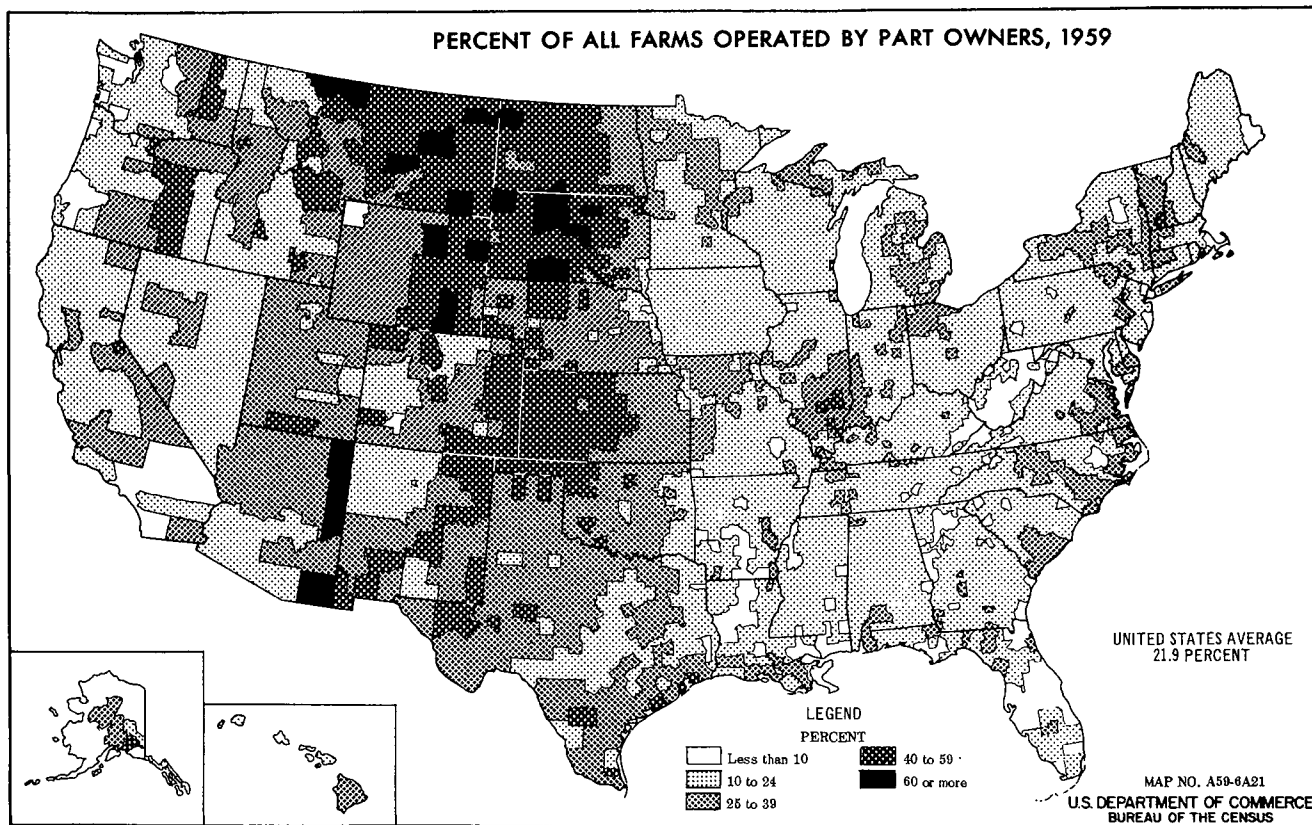 PERCENT OF ALL FARMS OPERATED BY PART OWNERS, 1959
UNITED STATES AVERAGE
21.9 PERCENT
LEGEND
PERCENT
Less than 10
10 to 24
25 to 39
40 to 59
60 or more
MAP NO. A59-6A21
U.S. DEPARTMENT OF COMMERCE
BUREAU OF THE CENSUS